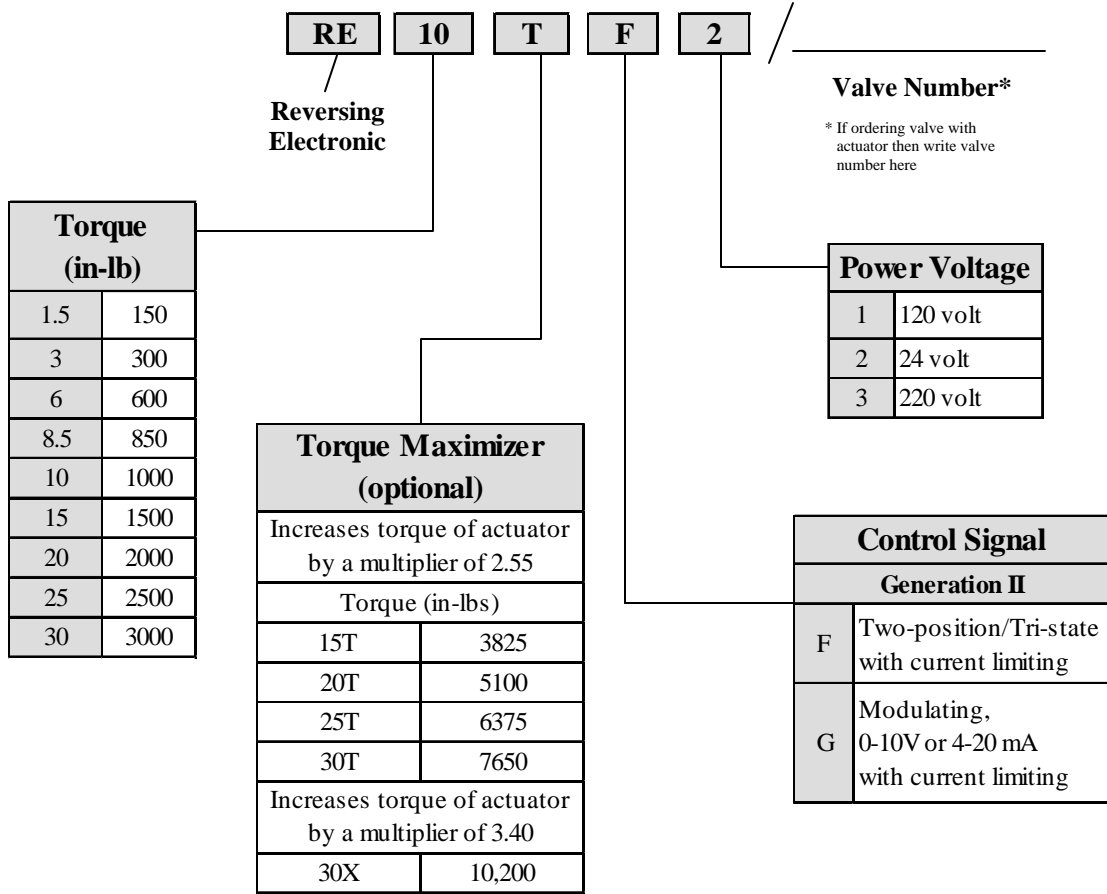 RE 10 T F 2 /
Reversing
Electronic
Valve Number*
* If ordering valve with
actuator then write valve
number here
Torque
(in-lb)
1.5 150
3 300
6 600
8.5 850
10 1000
15 1500
20 2000
25 2500
30 3000
Torque Maximizer
(optional)
Increases torque of actuator
by a multiplier of 2.55
Torque (in-lbs)
15T 3825
20T 5100
25T 6375
30T 7650
Increases torque of actuator
by a multiplier of 3.40
30X 10,200
Power Voltage
1 120 volt
2 24 volt
3 220 volt
Control Signal
Generation II
F Two-position/Tri-state
with current limiting
G Modulating,
0-10V or 4-20 mA
with current limiting